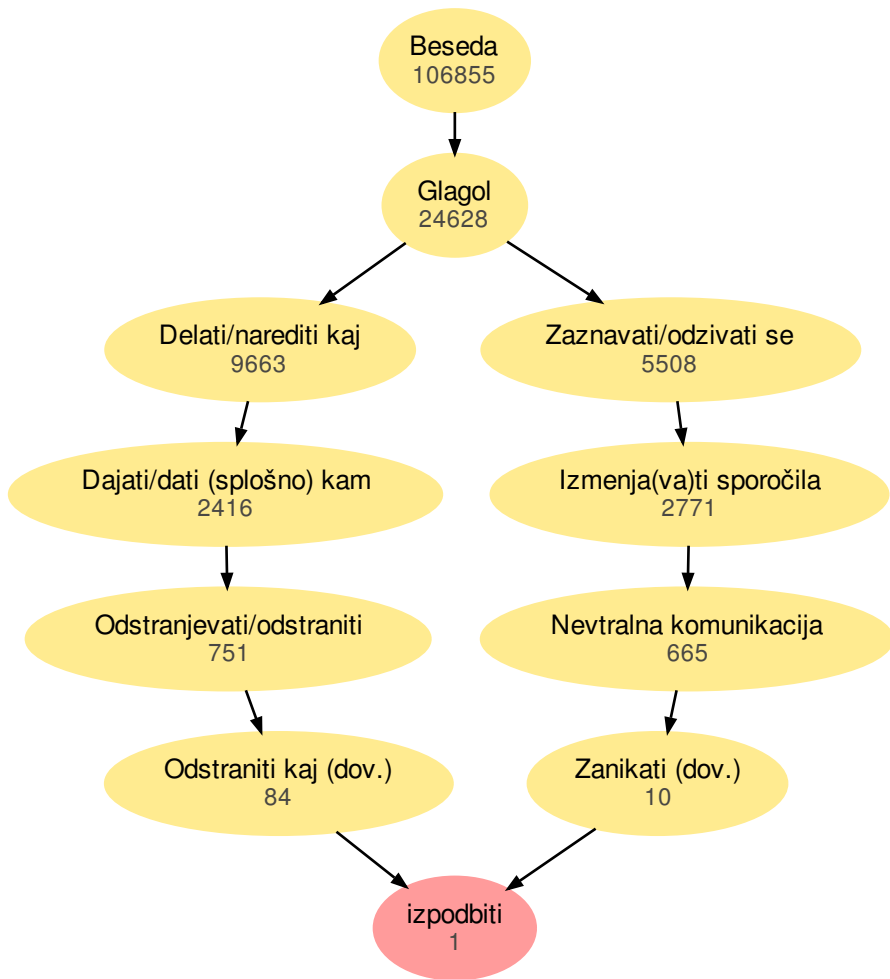 Beseda
106855
Glagol
24628
Delati/narediti kaj
9663
Zaznavati/odzivati se
5508
Dajati/dati (splošno) kam
2416
Izmenja(va)ti sporočila
2771
Odstranjevati/odstraniti
751
Nevtralna komunikacija
665
Odstraniti kaj (dov.)
84
Zanikati (dov.)
10
izpodbiti
1